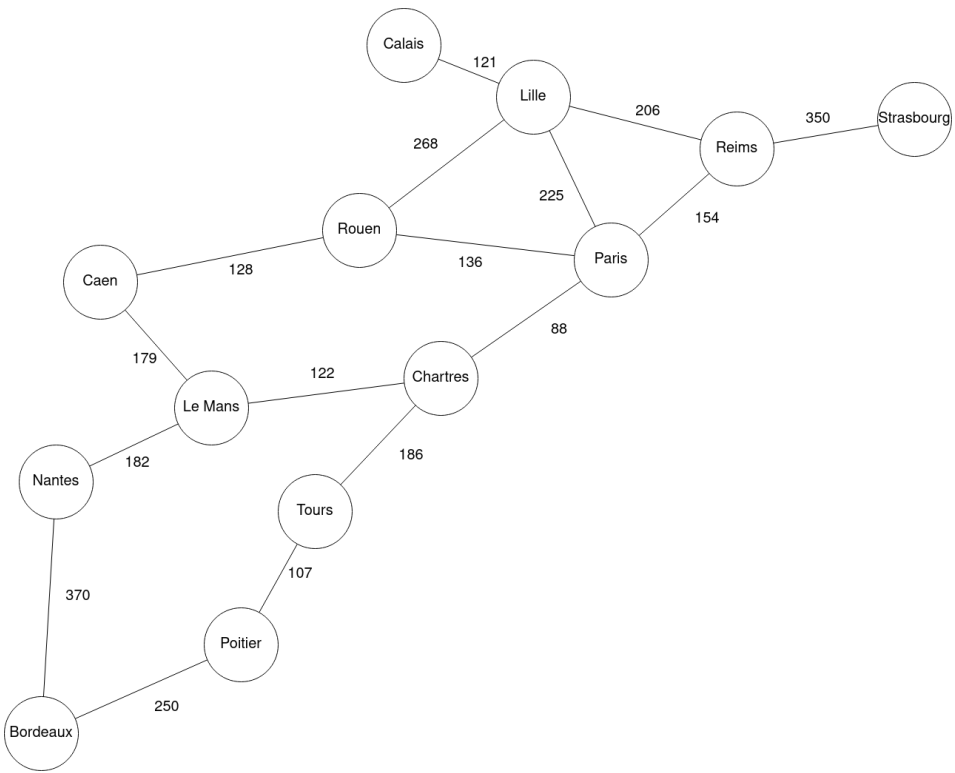 Calais
121
Lille
206
350
Strasbourg
Reims
268
225
154
Rouen
136
Paris
Caen
128
88
179
122
Chartres
Le Mans
182
186
Nantes
Tours
107
370
Poitier
250
Bordeaux